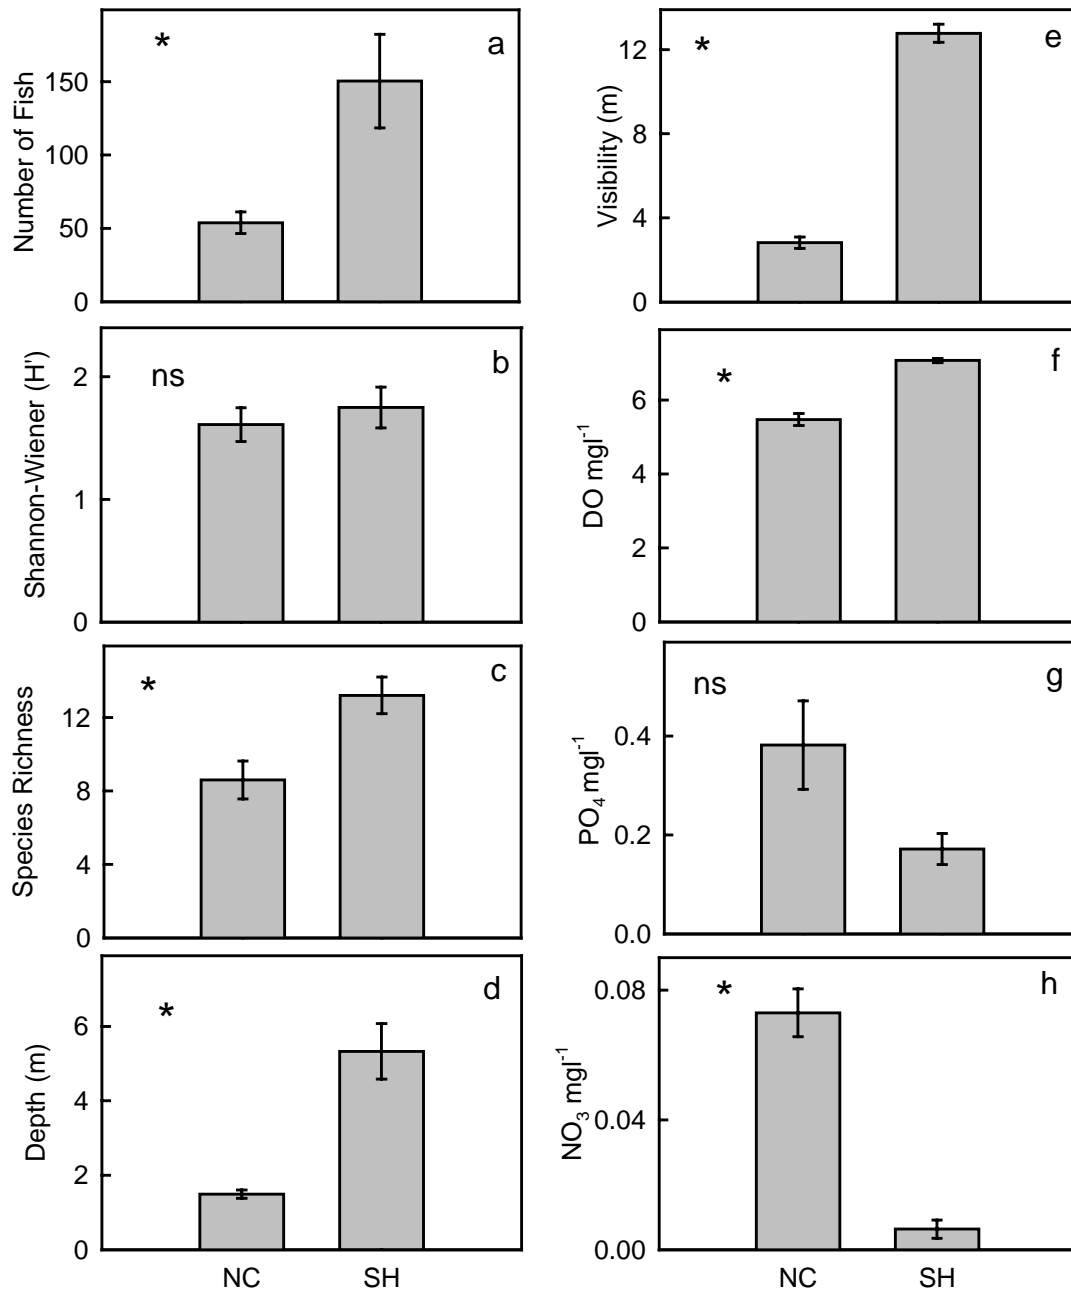 *
a
Number of Fish
150
100
50
0
ns
b
Shannon-Wiener (H')
2
1
0
*
c
Species Richness
12
8
4
0
*
d
Depth (m)
6
4
2
0
NC SH
*
e
Visibility (m)
12
8
4
0
*
f
DO mgl⁻¹
6
4
2
0
ns
g
PO₄ mgl⁻¹
0.4
0.2
0.0
*
h
NO₃ mgl⁻¹
0.08
0.04
0.00
NC SH